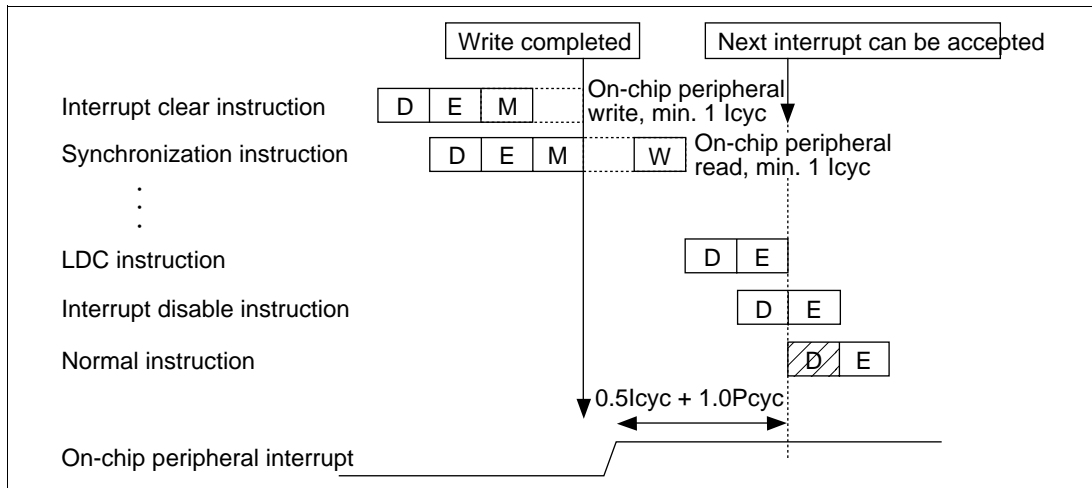 Write completed
Next interrupt can be accepted
Interrupt clear instruction
D E M
On-chip peripheral
write, min. 1 Icyc
Synchronization instruction
D E M W
On-chip peripheral
read, min. 1 Icyc
LDC instruction
D E
Interrupt disable instruction
D E
Normal instruction
D E
0.5Icyc + 1.0Pcyc
On-chip peripheral interrupt